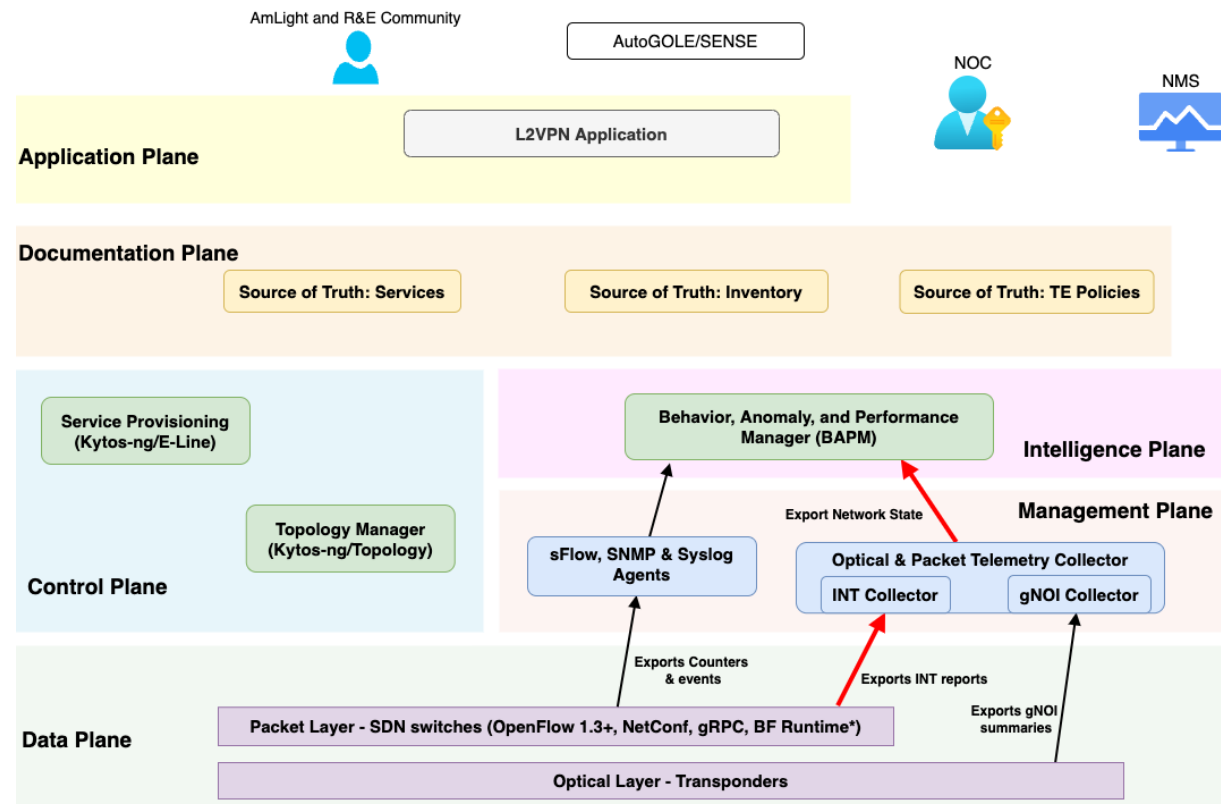 AmLight and R&E Community
AutoGOLE/SENSE
NOC
NMS
L2VPN Application
Application Plane
Documentation Plane
Source of Truth: Services
Source of Truth: Inventory
Source of Truth: TE Policies
Service Provisioning
(Kytos-ng/E-Line)
Behavior, Anomaly, and Performance
Manager (BAPM)
Intelligence Plane
Topology Manager
(Kytos-ng/Topology)
Control Plane
Export Network State
Management Plane
sFlow, SNMP & Syslog
Agents
Optical & Packet Telemetry Collector
INT Collector
gNOI Collector
Exports Counters
& events
Exports INT reports
Exports gNOI
summaries
Data Plane
Packet Layer - SDN switches (OpenFlow 1.3+, NetConf, gRPC, BF Runtime*)
Optical Layer - Transponders